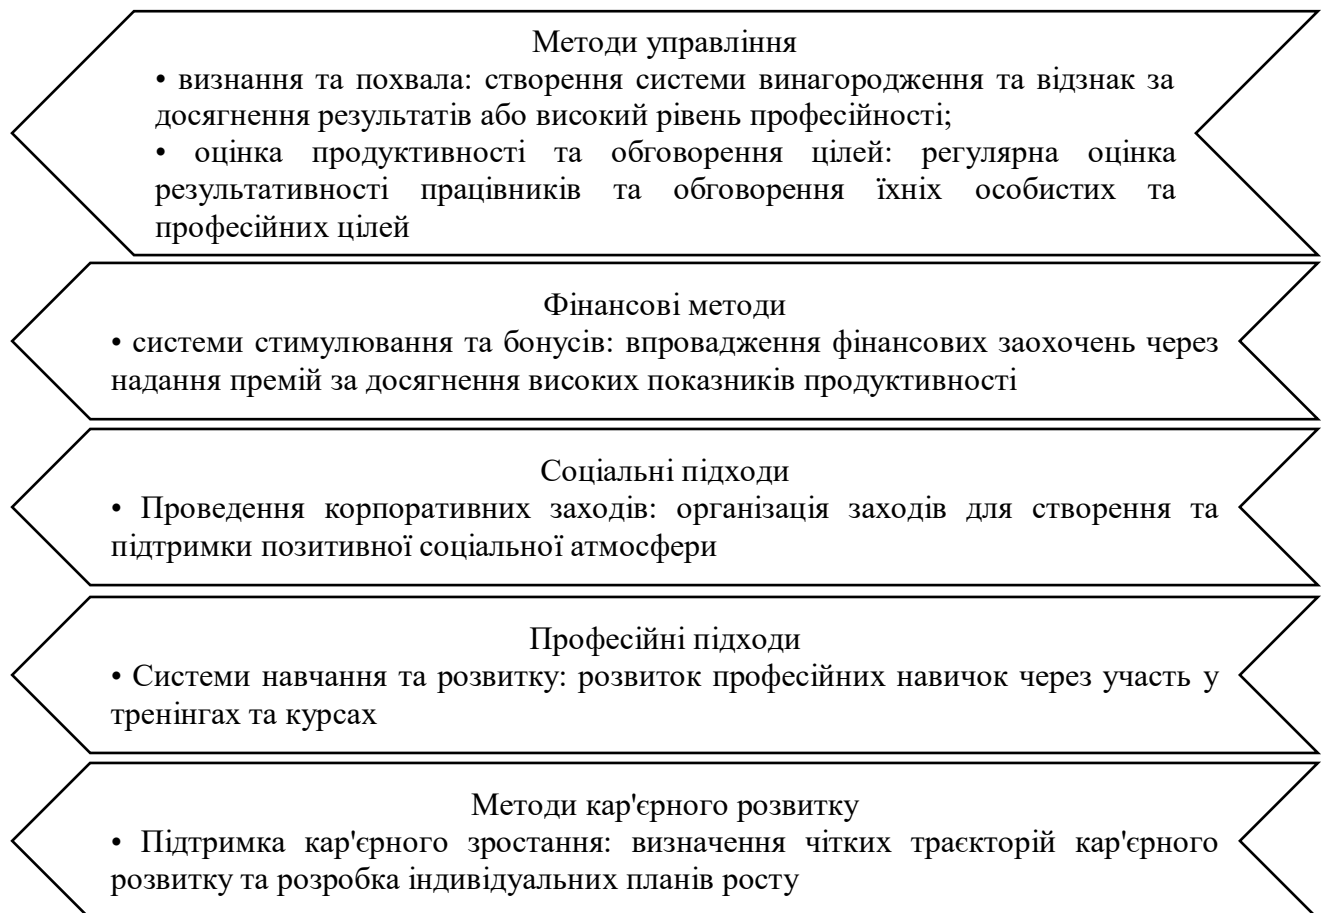 Методи управління
• визнання та похвала: створення системи винагородження та відзнак за
досягнення результатів або високий рівень професійності;
• оцінка продуктивності та обговорення цілей: регулярна оцінка
результативності працівників та обговорення їхніх особистих та
професійних цілей
Фінансові методи
• системи стимулювання та бонусів: впровадження фінансових заохочень через
надання премій за досягнення високих показників продуктивності
Соціальні підходи
• Проведення корпоративних заходів: організація заходів для створення та
підтримки позитивної соціальної атмосфери
Професійні підходи
• Системи навчання та розвитку: розвиток професійних навичок через участь у
тренінгах та курсах
Методи кар'єрного розвитку
• Підтримка кар'єрного зростання: визначення чітких траєкторій кар'єрного
розвитку та розробка індивідуальних планів росту